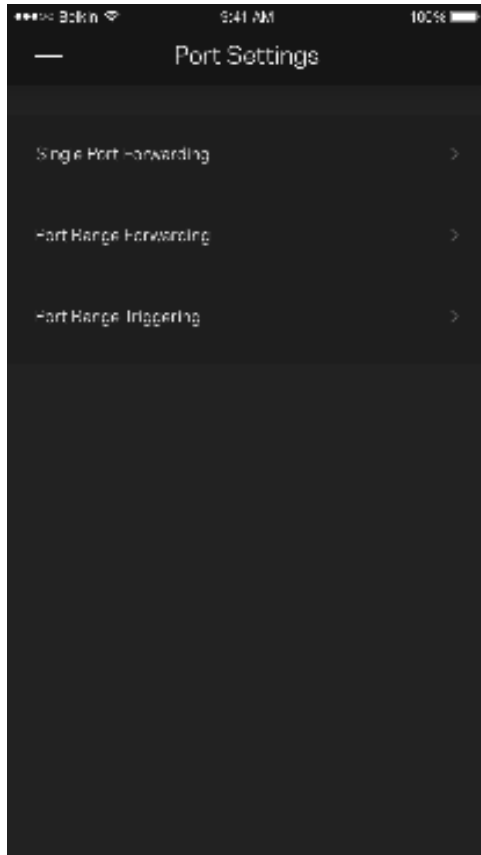 Belkin 9:41 AM 100%
Port Settings
Single Port Forwarding
Port Range Forwarding
Port Range Triggering